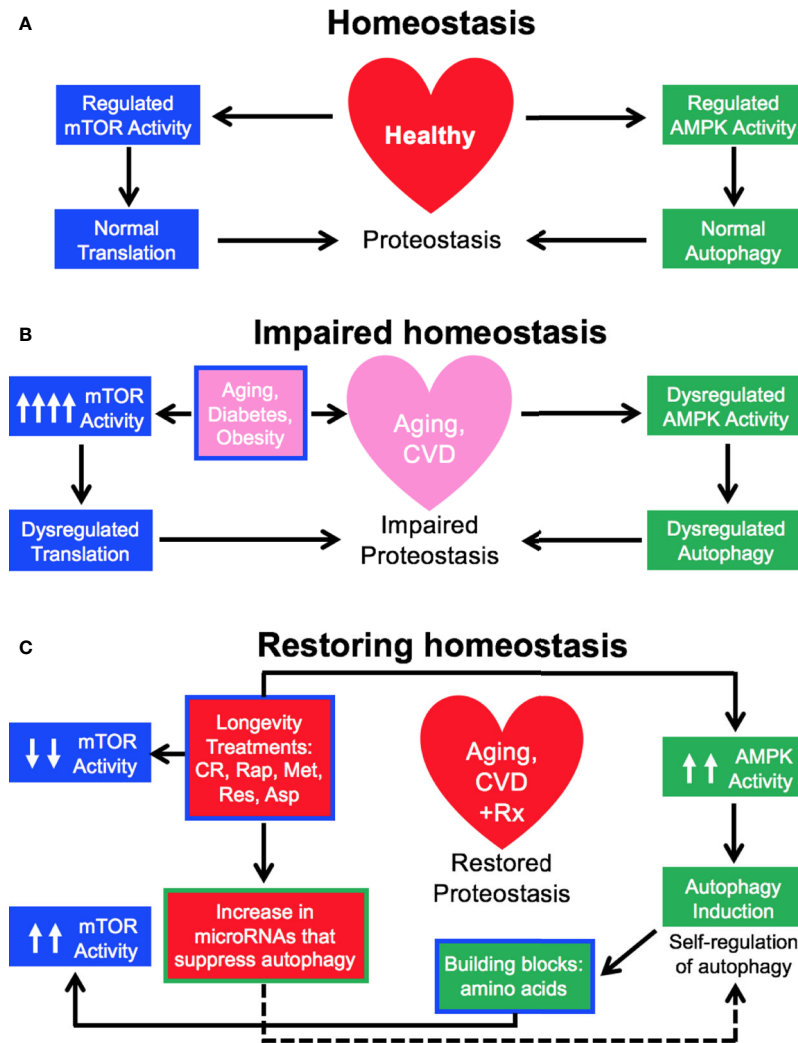 A
Homeostasis
Regulated
mTOR Activity
Healthy
Regulated
AMPK Activity
Normal
Translation
Proteostasis
Normal
Autophagy
B
Impaired homeostasis
↑↑↑↑ mTOR
Activity
Aging,
Diabetes,
Obesity
Aging,
CVD
Dysregulated
AMPK Activity
Dysregulated
Translation
Impaired
Proteostasis
Dysregulated
Autophagy
C
Restoring homeostasis
↓↓ mTOR
Activity
Longevity
Treatments:
CR, Rap, Met,
Res, Asp
Aging,
CVD
+Rx
Restored
Proteostasis
↑↑ AMPK
Activity
↑↑ mTOR
Activity
Increase in
microRNAs that
suppress autophagy
Building blocks:
amino acids
Autophagy
Induction
Self-regulation
of autophagy